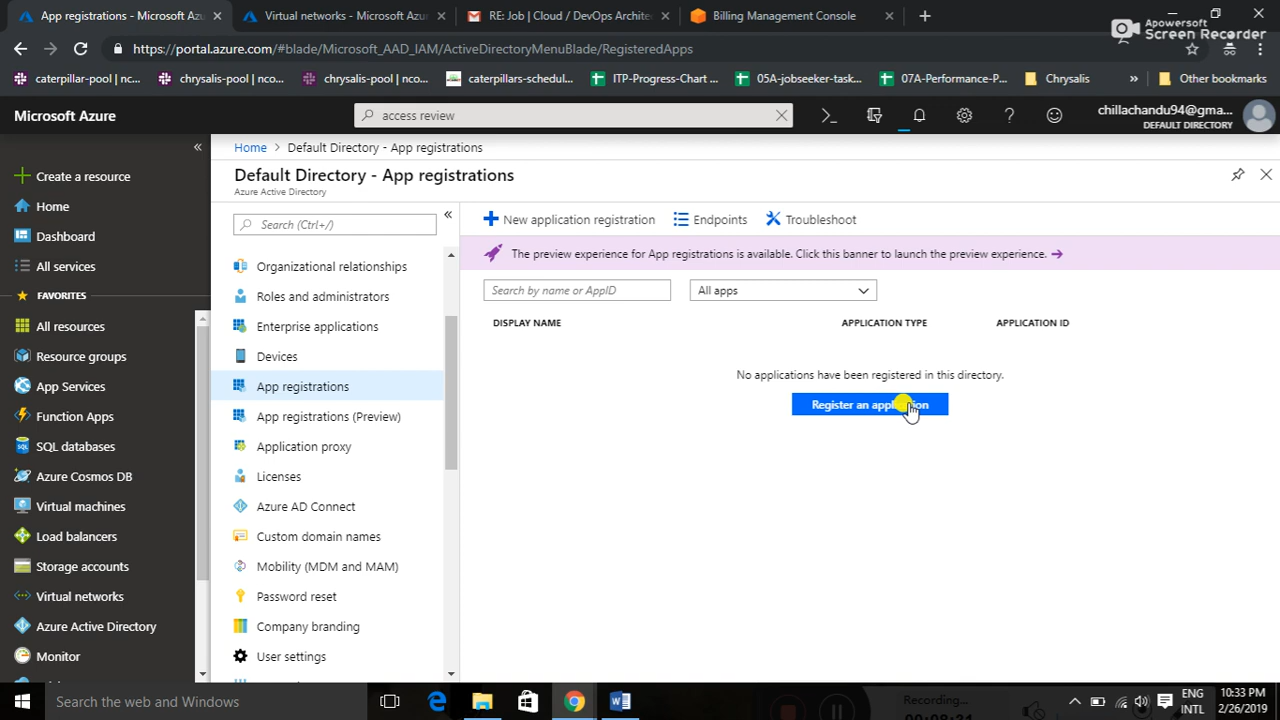 App registrations - Microsoft Azu
Virtual networks - Microsoft Azu
RE: Job | Cloud / DevOps Archite
Billing Management Console
Apowersoft
Screen Recorder
https://portal.azure.com/#blade/Microsoft_AAD_IAM/ActiveDirectoryMenuBlade/RegisteredApps
caterpillar-pool | nc...
chrysalis-pool | nco...
chrysalis-pool | nco...
caterpillars-schedul...
ITP-Progress-Chart ...
05A-jobseeker-task...
07A-Performance-P...
Chrysalis
»
Other bookmarks
Microsoft Azure
access review
chillachandu94@gma...
DEFAULT DIRECTORY
Create a resource
Home
Dashboard
All services
FAVORITES
All resources
Resource groups
App Services
Function Apps
SQL databases
Azure Cosmos DB
Virtual machines
Load balancers
Storage accounts
Virtual networks
Azure Active Directory
Monitor
Home > Default Directory - App registrations
Default Directory - App registrations
Azure Active Directory
Search (Ctrl+/)
Organizational relationships
Roles and administrators
Enterprise applications
Devices
App registrations
App registrations (Preview)
Application proxy
Licenses
Azure AD Connect
Custom domain names
Mobility (MDM and MAM)
Password reset
Company branding
User settings
New application registration
Endpoints
Troubleshoot
The preview experience for App registrations is available. Click this banner to launch the preview experience. →
Search by name or AppID
All apps
DISPLAY NAME
APPLICATION TYPE
APPLICATION ID
No applications have been registered in this directory.
Register an application
Search the web and Windows
Recording...
ENG
INTL
10:33 PM
2/26/2019